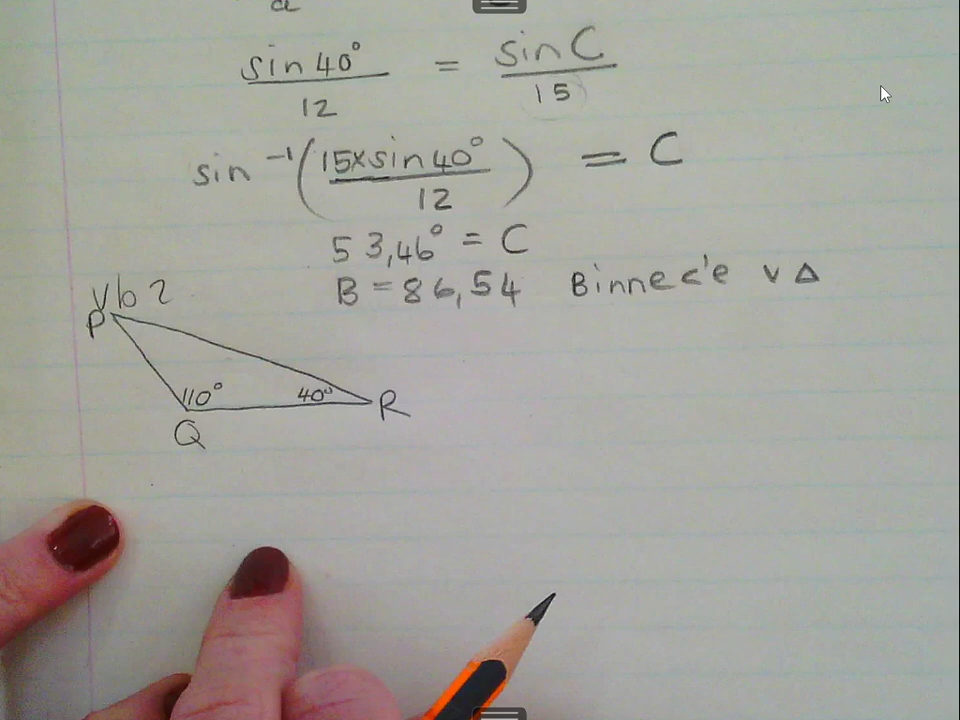 a
sin 40° / 12 = sin C / 15
sin⁻¹ (15 × sin 40° / 12) = C
53,46° = C
B = 86,54 Binne <'e v △
Vb 2
P
110° 40° R
Q